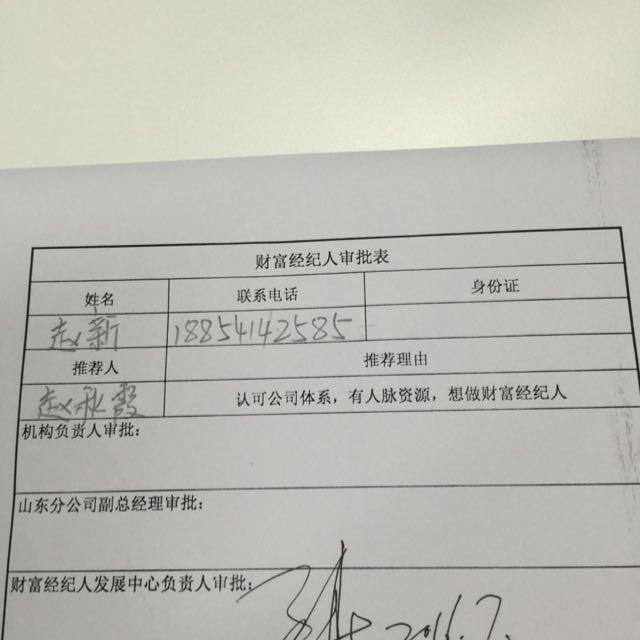 财富经纪人审批表
姓名 联系电话 身份证
赵新 18854142585
推荐人 推荐理由
赵秋霞 认可公司体系，有人脉资源，想做财富经纪人
机构负责人审批：
山东分公司副总经理审批：
财富经纪人发展中心负责人审批： 2016.7.